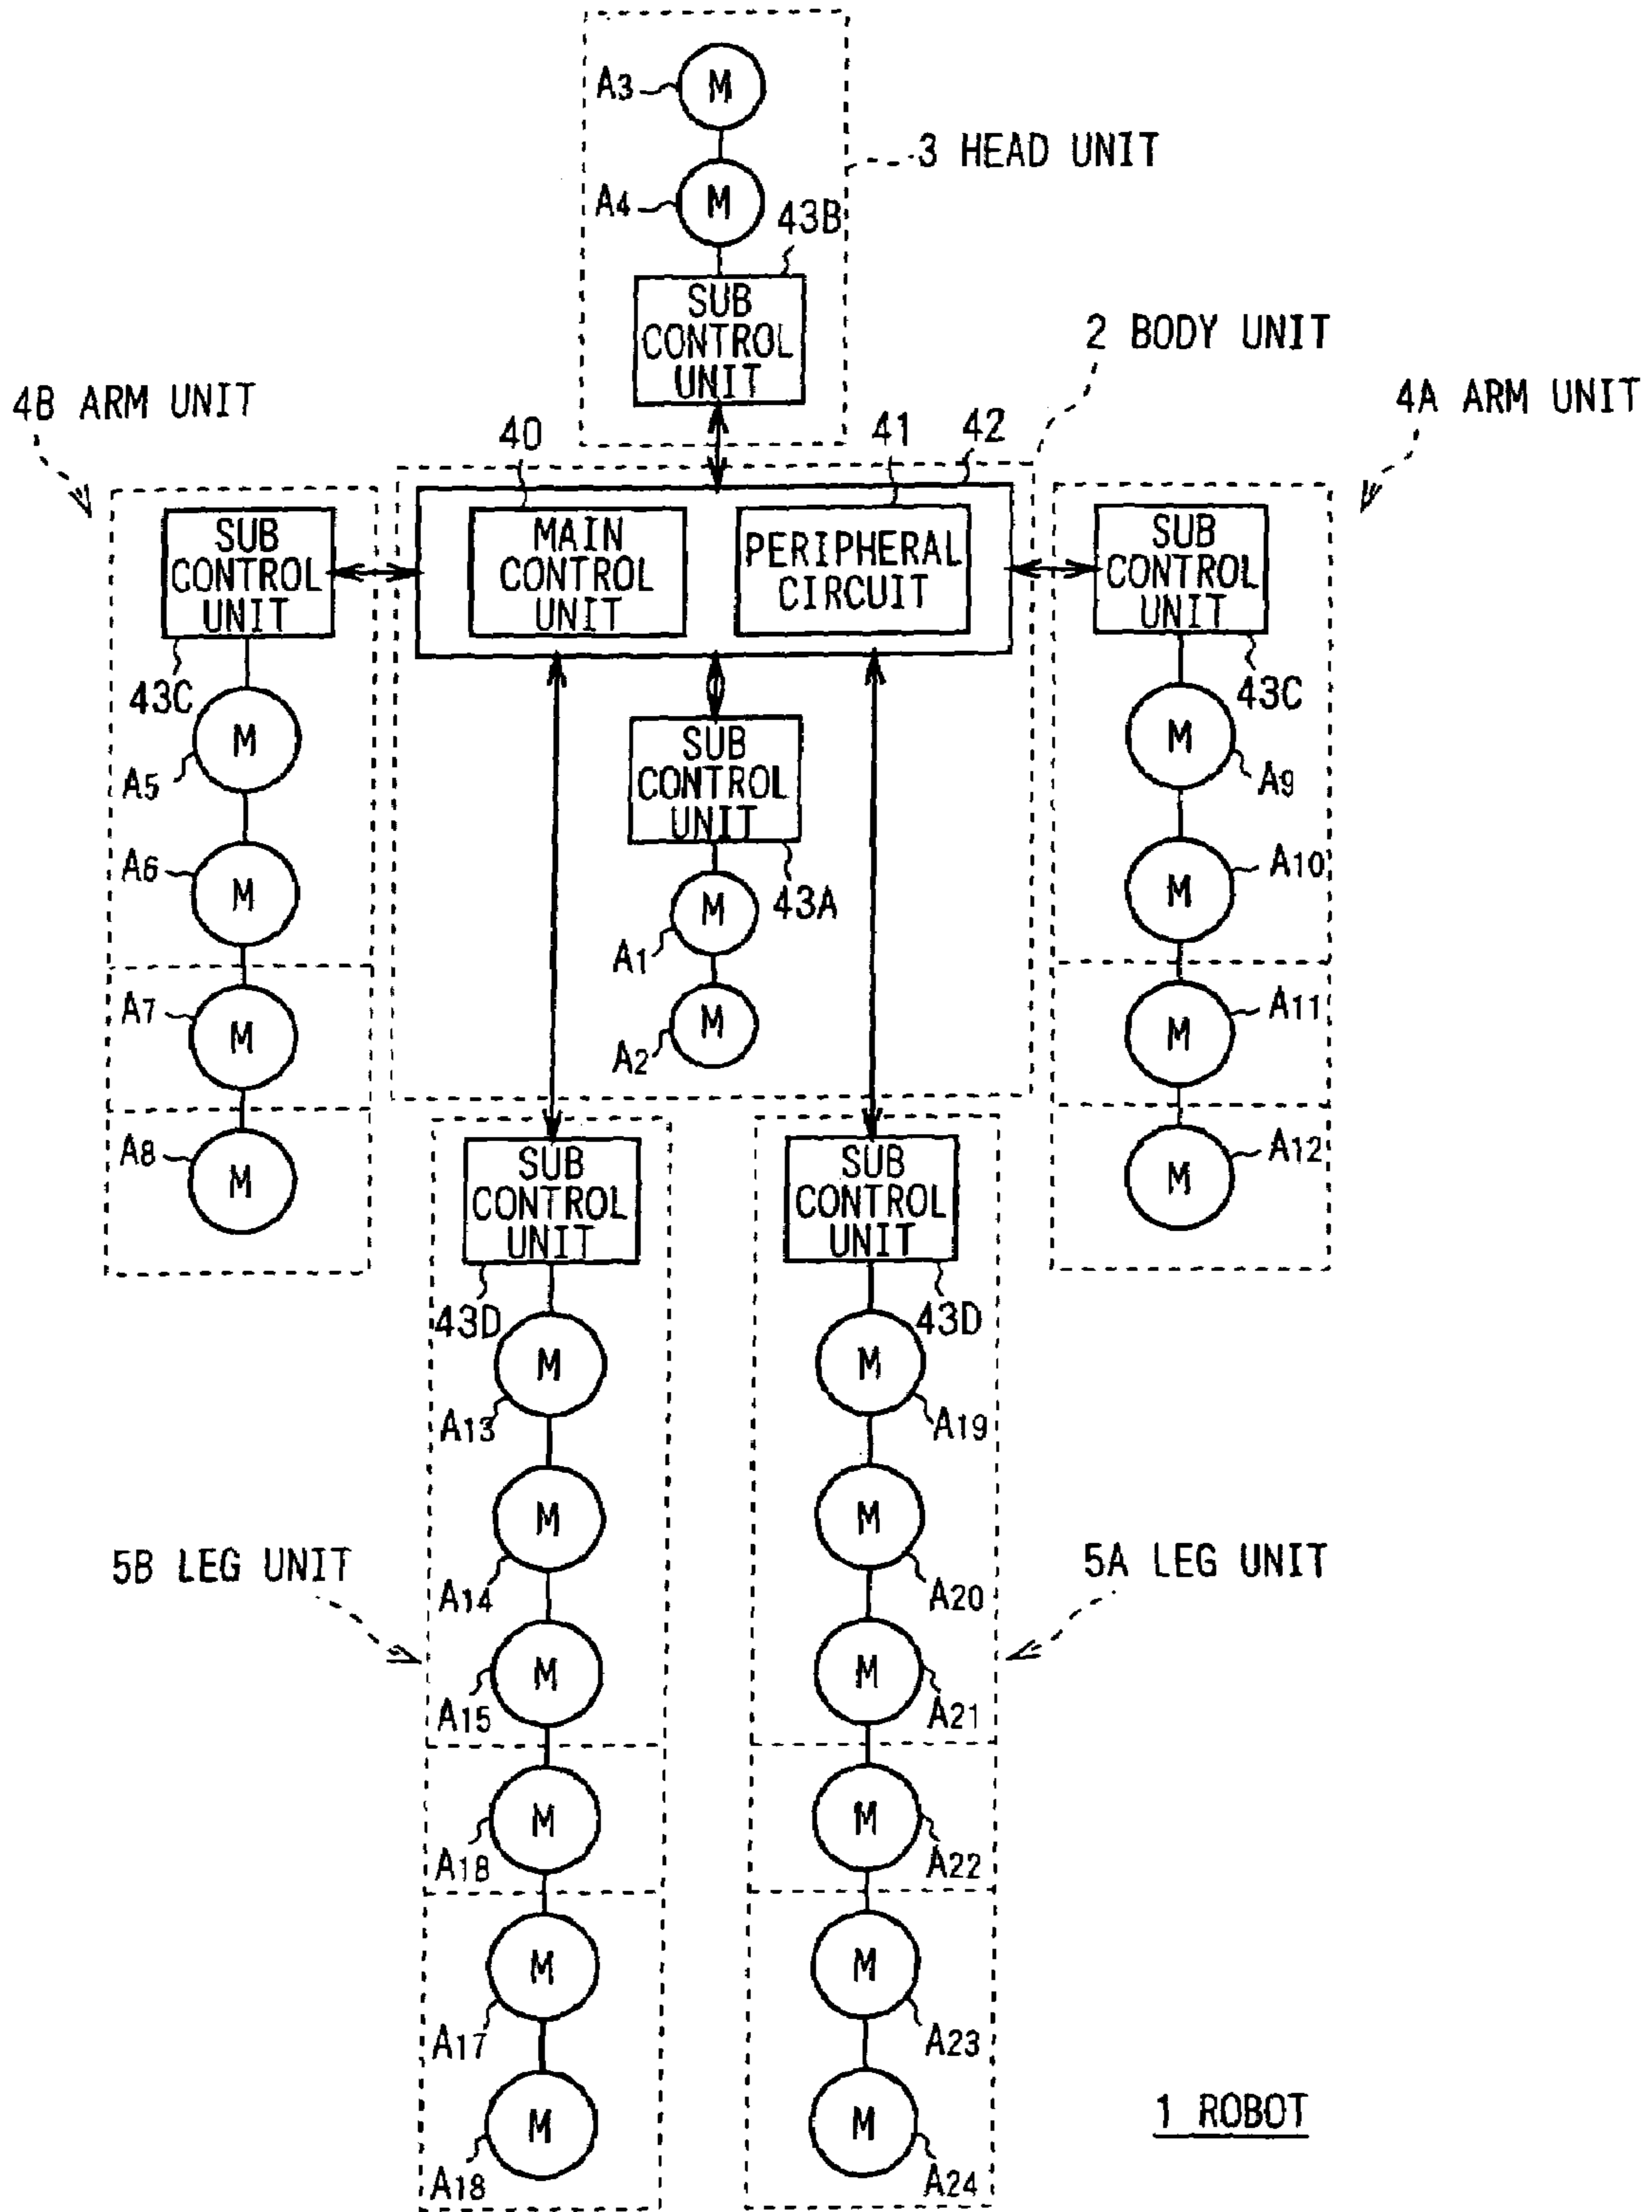 A3
M
3 HEAD UNIT
A4
M
43B
SUB
CONTROL
UNIT
2 BODY UNIT
4B ARM UNIT
4A ARM UNIT
40
41
42
SUB
CONTROL
UNIT
MAIN
CONTROL
UNIT
PERIPHERAL
CIRCUIT
SUB
CONTROL
UNIT
43C
43C
M
A5
SUB
CONTROL
UNIT
M
A9
A6
M
43A
M
A1
M
A10
A7
M
M
A2
M
A11
A8
M
M
A12
SUB
CONTROL
UNIT
SUB
CONTROL
UNIT
43D
43D
M
A13
M
A19
M
A14
M
A20
5B LEG UNIT
5A LEG UNIT
M
A15
M
A21
M
A18
M
A22
M
A17
M
A23
M
A18
M
A24
1 ROBOT